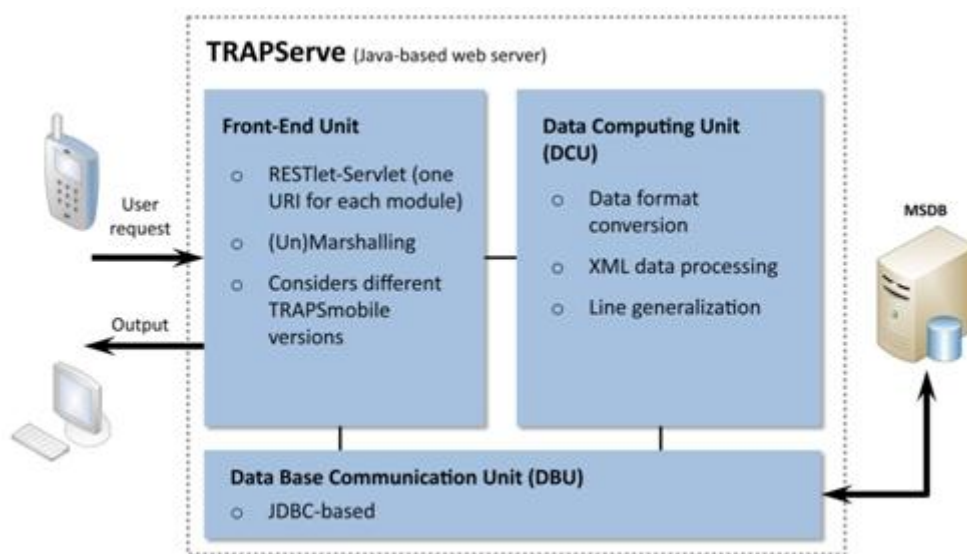 TRAPServe (Java-based web server)
Front-End Unit
o RESTlet-Servlet (one
URI for each module)
o (Un)Marshalling
o Considers different
TRAPSmobile
versions
Data Computing Unit
(DCU)
o Data format
conversion
o XML data processing
o Line generalization
User
request
Output
MSDB
Data Base Communication Unit (DBU)
o JDBC-based